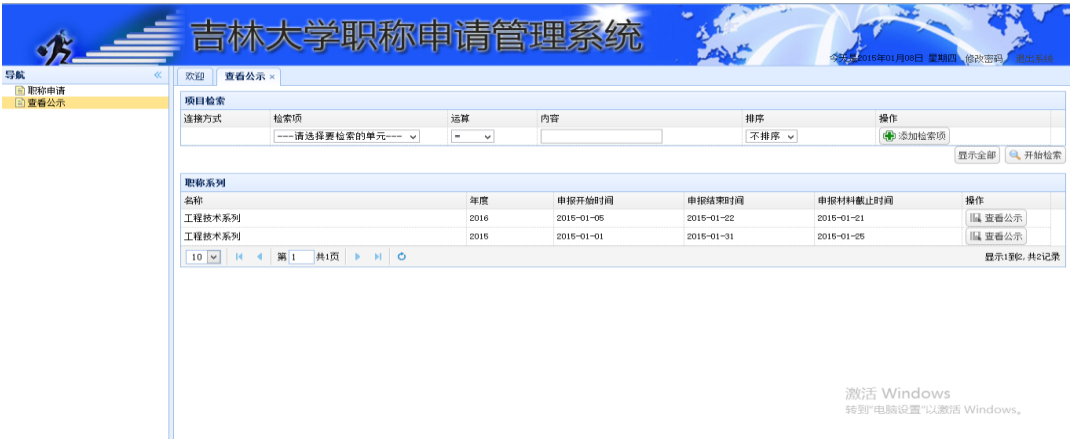 吉林大学职称申请管理系统
今天是2015年01月08日 星期四 修改密码 退出系统
导航
欢迎 查看公示
职称申请
查看公示
项目检索
连接方式 检索项 运算 内容 排序 操作
---请选择要检索的单元--- = 不排序 添加检索项
显示全部 开始检索
职称系列
名称 年度 申报开始时间 申报结束时间 申报材料截止时间 操作
工程技术系列 2016 2015-01-05 2015-01-22 2015-01-21 查看公示
工程技术系列 2015 2015-01-01 2015-01-31 2015-01-25 查看公示
10 第 1 共1页 显示1到2,共2记录
激活 Windows
转到"电脑设置"以激活 Windows。